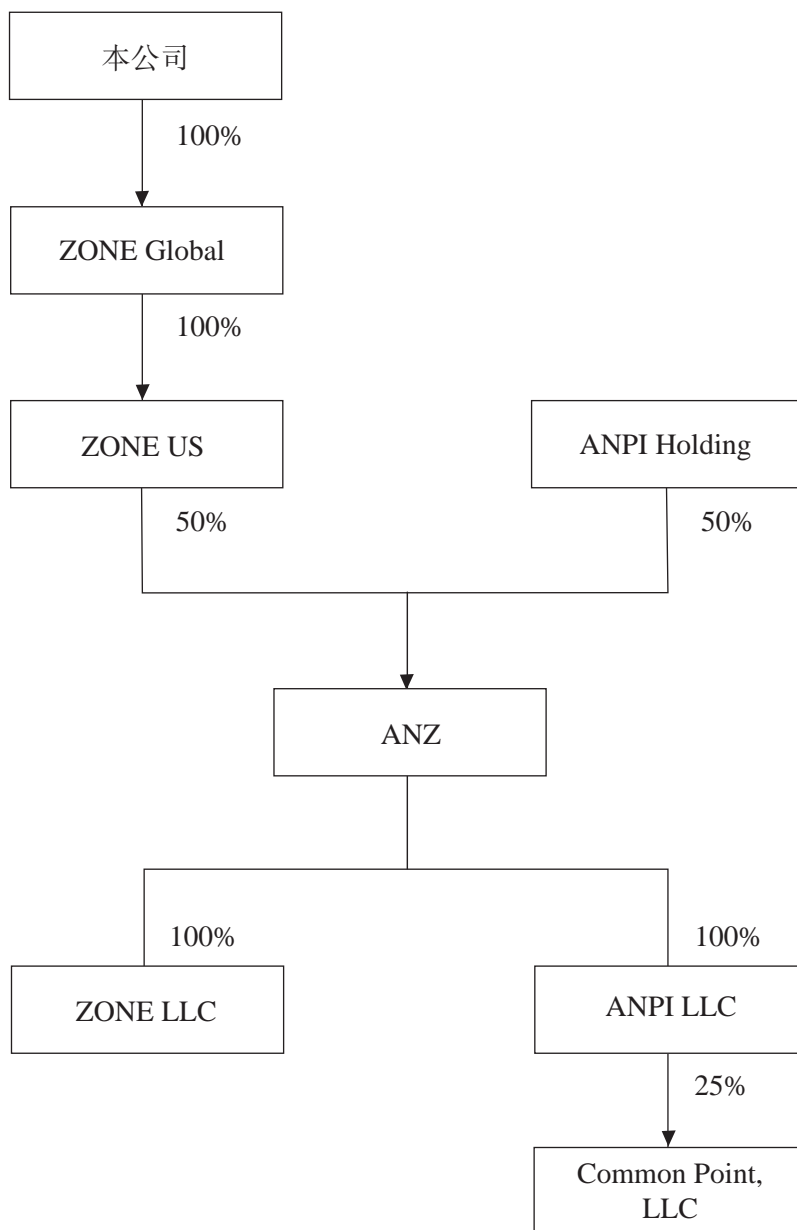 本公司
100%
ZONE Global
100%
ZONE US
ANPI Holding
50%
50%
ANZ
100%
100%
ZONE LLC
ANPI LLC
25%
Common Point,
LLC